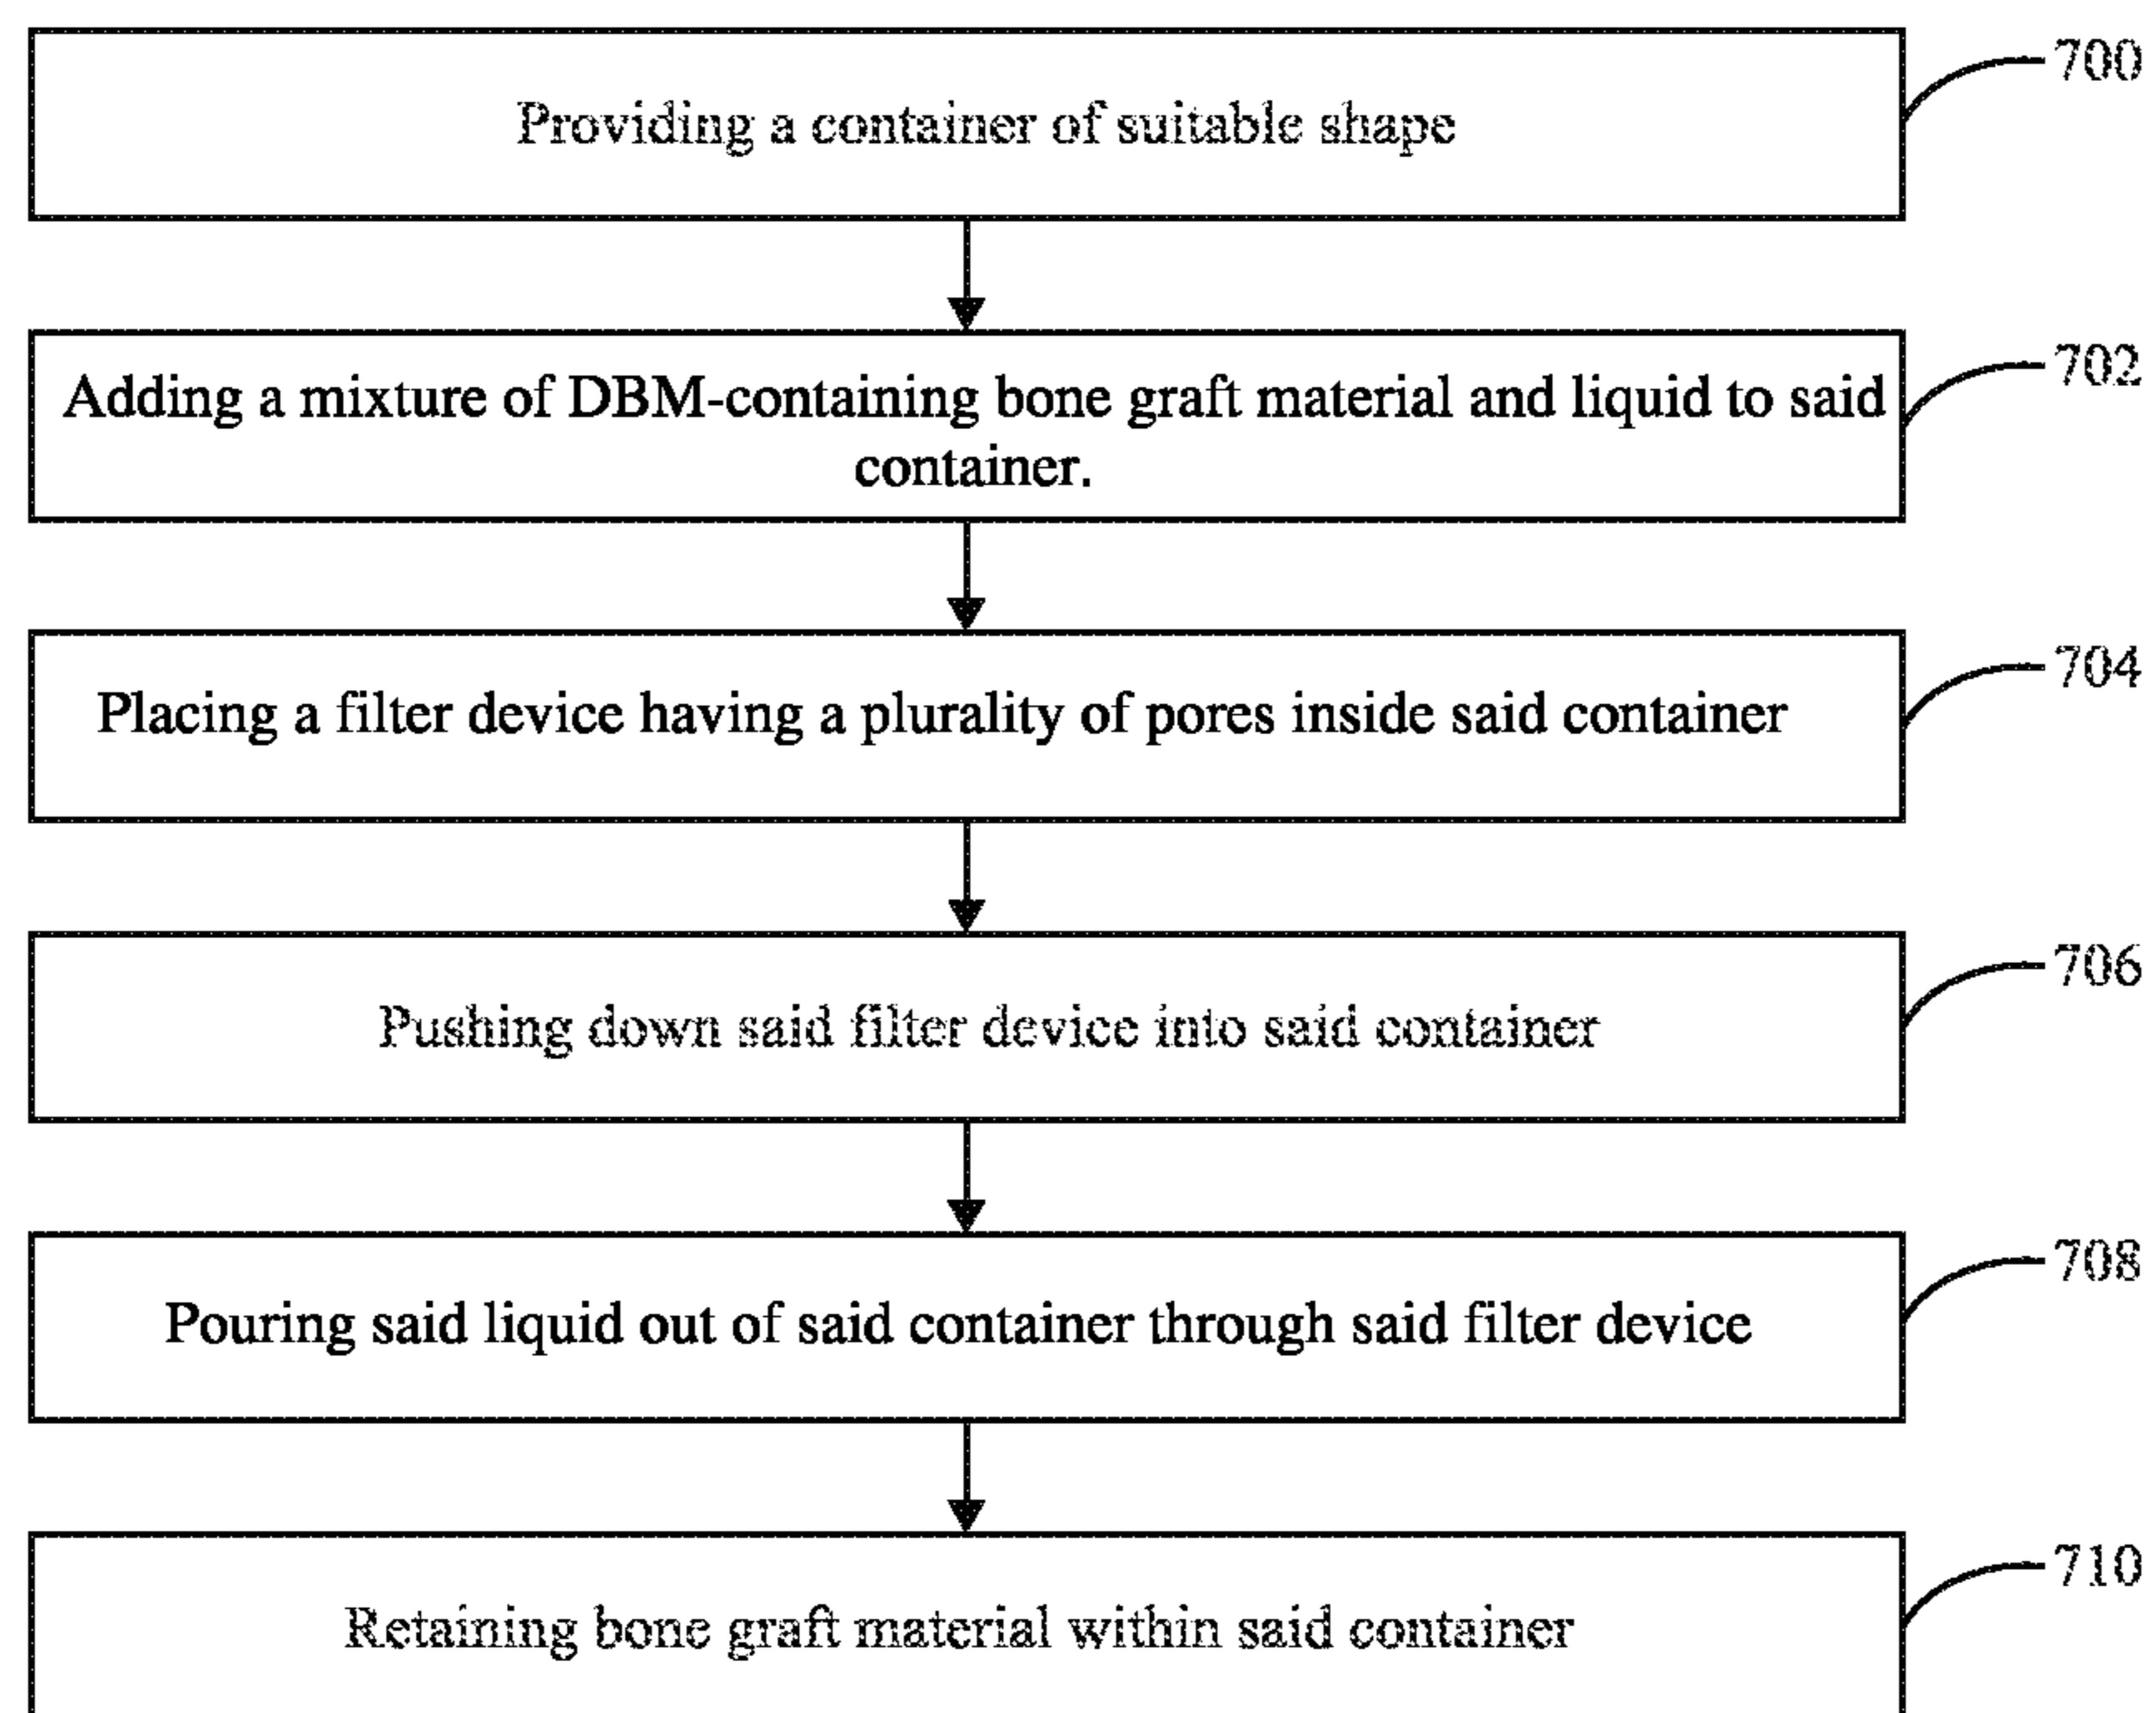 Providing a container of suitable shape
700
Adding a mixture of DBM-containing bone graft material and liquid to said
container.
702
Placing a filter device having a plurality of pores inside said container
704
Pushing down said filter device into said container
706
Pouring said liquid out of said container through said filter device
708
Retaining bone graft material within said container
710